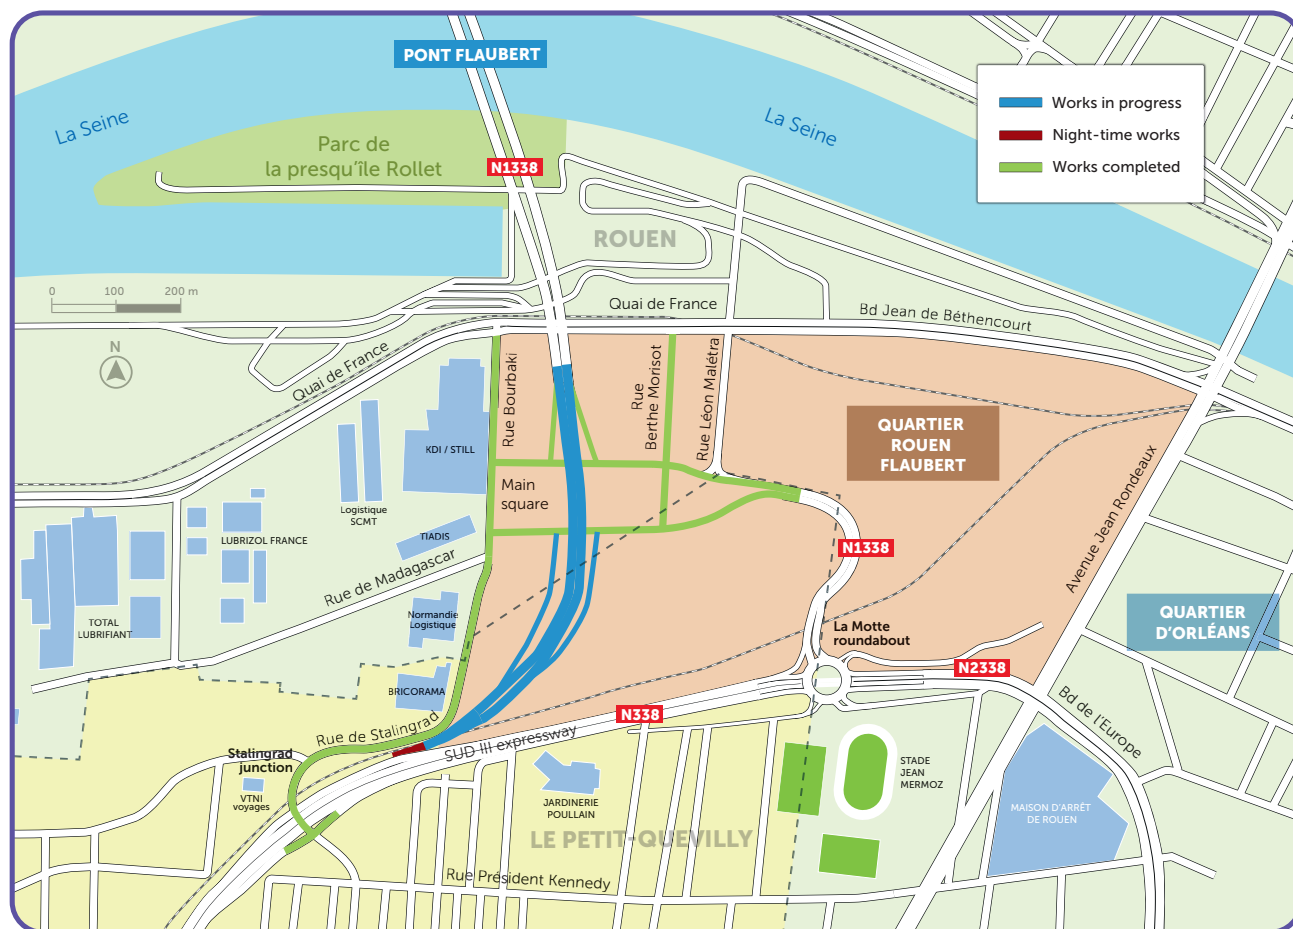 PONT FLAUBERT
La Seine
La Seine
Works in progress
Night-time works
Works completed
Parc de
la presqu'île Rollet
N1338
ROUEN
0 100 200 m
N
Quai de France
Quai de France
Bd Jean de Béthencourt
Rue Bourbaki
Rue
Berthe Morisot
Rue Léon Malétra
QUARTIER
ROUEN
FLAUBERT
KDI / STILL
Main
square
Logistique
SCMT
TIADIS
LUBRIZOL FRANCE
Rue de Madagascar
N1338
Avenue Jean Rondeaux
TOTAL
LUBRIFIANT
Normandie
Logistique
La Motte
roundabout
QUARTIER
D'ORLÉANS
N2338
BRICORAMA
N338
Rue de Stalingrad
SUD III expressway
Bd de l'Europe
Stalingrad
junction
VTNI
voyages
JARDINERIE
POULLAIN
STADE
JEAN
MERMOZ
MAISON D'ARRÊT
DE ROUEN
LE PETIT-QUEVILLY
Rue Président Kennedy